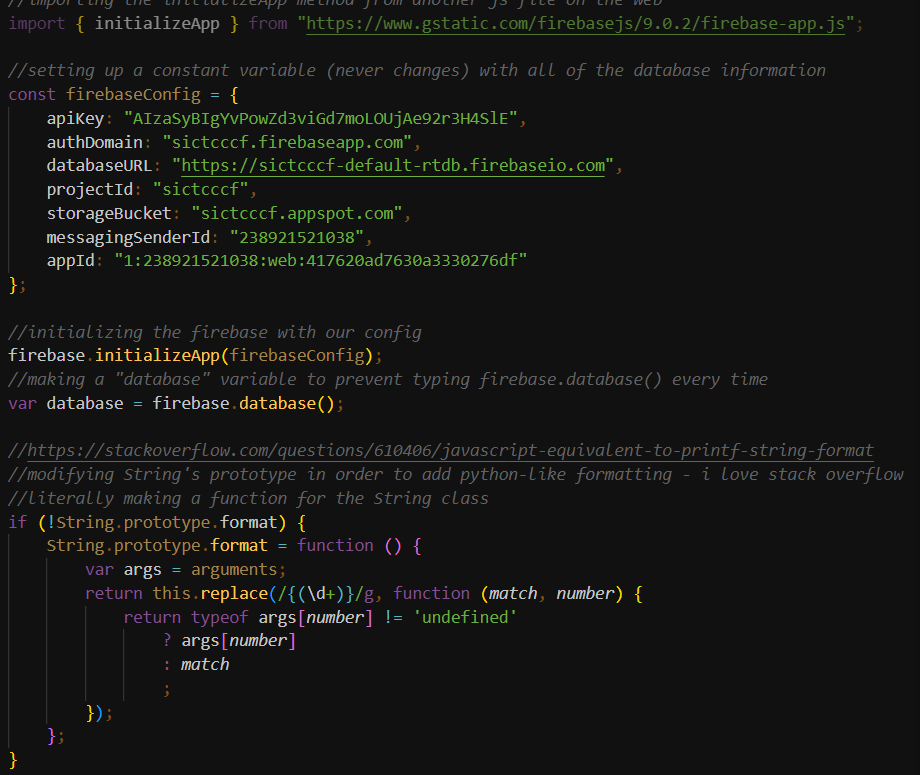 //importing the initializeApp method from another js file on the web
import { initializeApp } from "https://www.gstatic.com/firebasejs/9.0.2/firebase-app.js";
//setting up a constant variable (never changes) with all of the database information
const firebaseConfig = {
    apiKey: "AIzaSyBIgYvPowZd3viGd7moLOUjAe92r3H4SlE",
    authDomain: "sictcccf.firebaseapp.com",
    databaseURL: "https://sictcccf-default-rtdb.firebaseio.com",
    projectId: "sictcccf",
    storageBucket: "sictcccf.appspot.com",
    messagingSenderId: "238921521038",
    appId: "1:238921521038:web:417620ad7630a3330276df"
};
//initializing the firebase with our config
firebase.initializeApp(firebaseConfig);
//making a "database" variable to prevent typing firebase.database() every time
var database = firebase.database();
//https://stackoverflow.com/questions/610406/javascript-equivalent-to-printf-string-format
//modifying String's prototype in order to add python-like formatting - i love stack overflow
//literally making a function for the String class
if (!String.prototype.format) {
    String.prototype.format = function () {
        var args = arguments;
        return this.replace(/{(\d+)}/g, function (match, number) {
            return typeof args[number] != 'undefined'
                ? args[number]
                : match
                ;
        });
    };
}